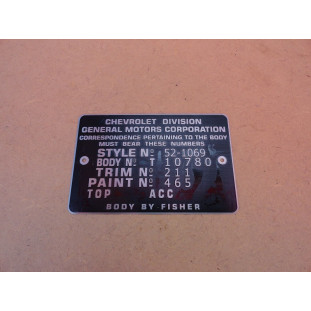 CHEVROLET DIVISION
GENERAL MOTORS CORPORATION
CORRESPONDENCE PERTAINING TO THE BODY
MUST BEAR THESE NUMBERS
STYLE Nº 52-1069
BODY Nº T 10780
TRIM Nº 211
PAINT Nº 465
TOP ACC
BODY BY FISHER